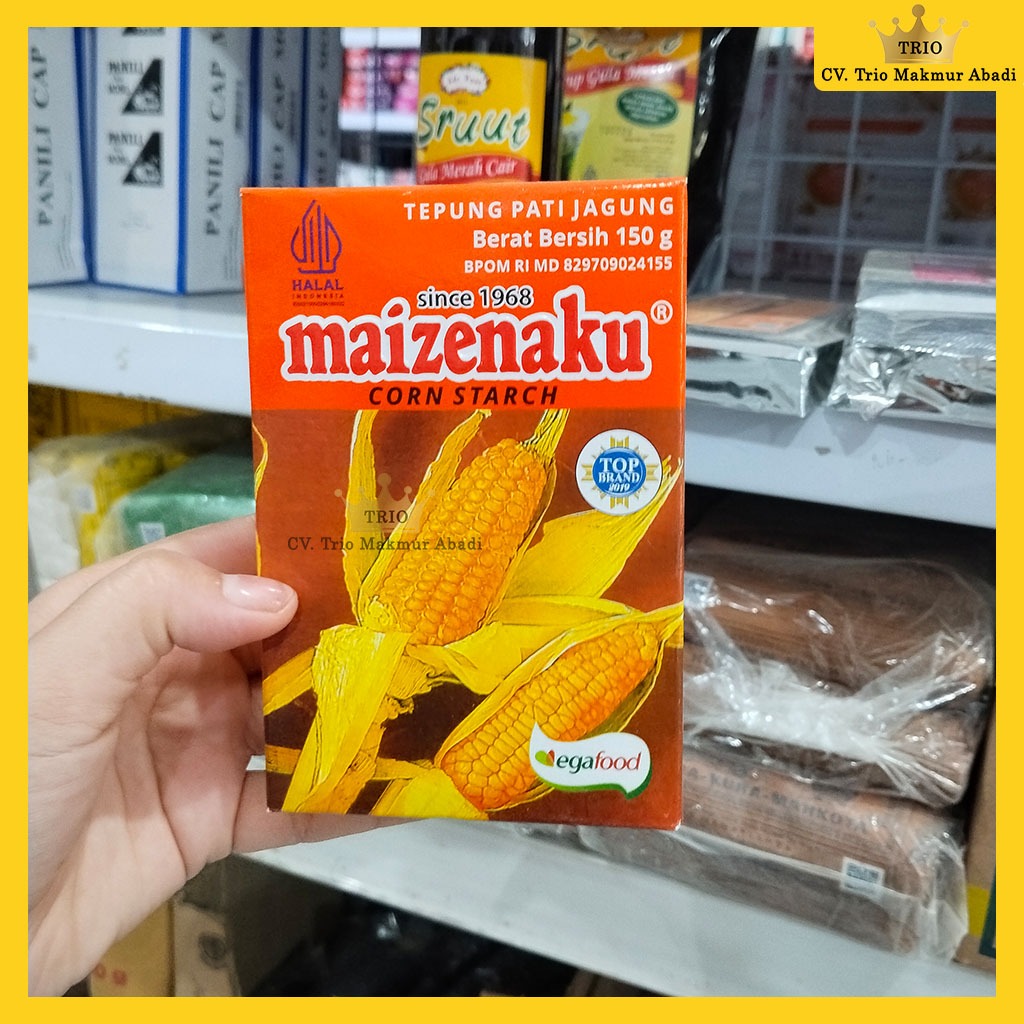 TRIO
CV. Trio Makmur Abadi
PANILI CAP
PANILI CAP
Sruut
Gula Merah Cair
TEPUNG PATI JAGUNG
Berat Bersih 150 g
BPOM RI MD 829709024155
HALAL
INDONESIA
since 1968
maizenaku®
CORN STARCH
TOP
BRAND
2019
TRIO
CV. Trio Makmur Abadi
Vegafood